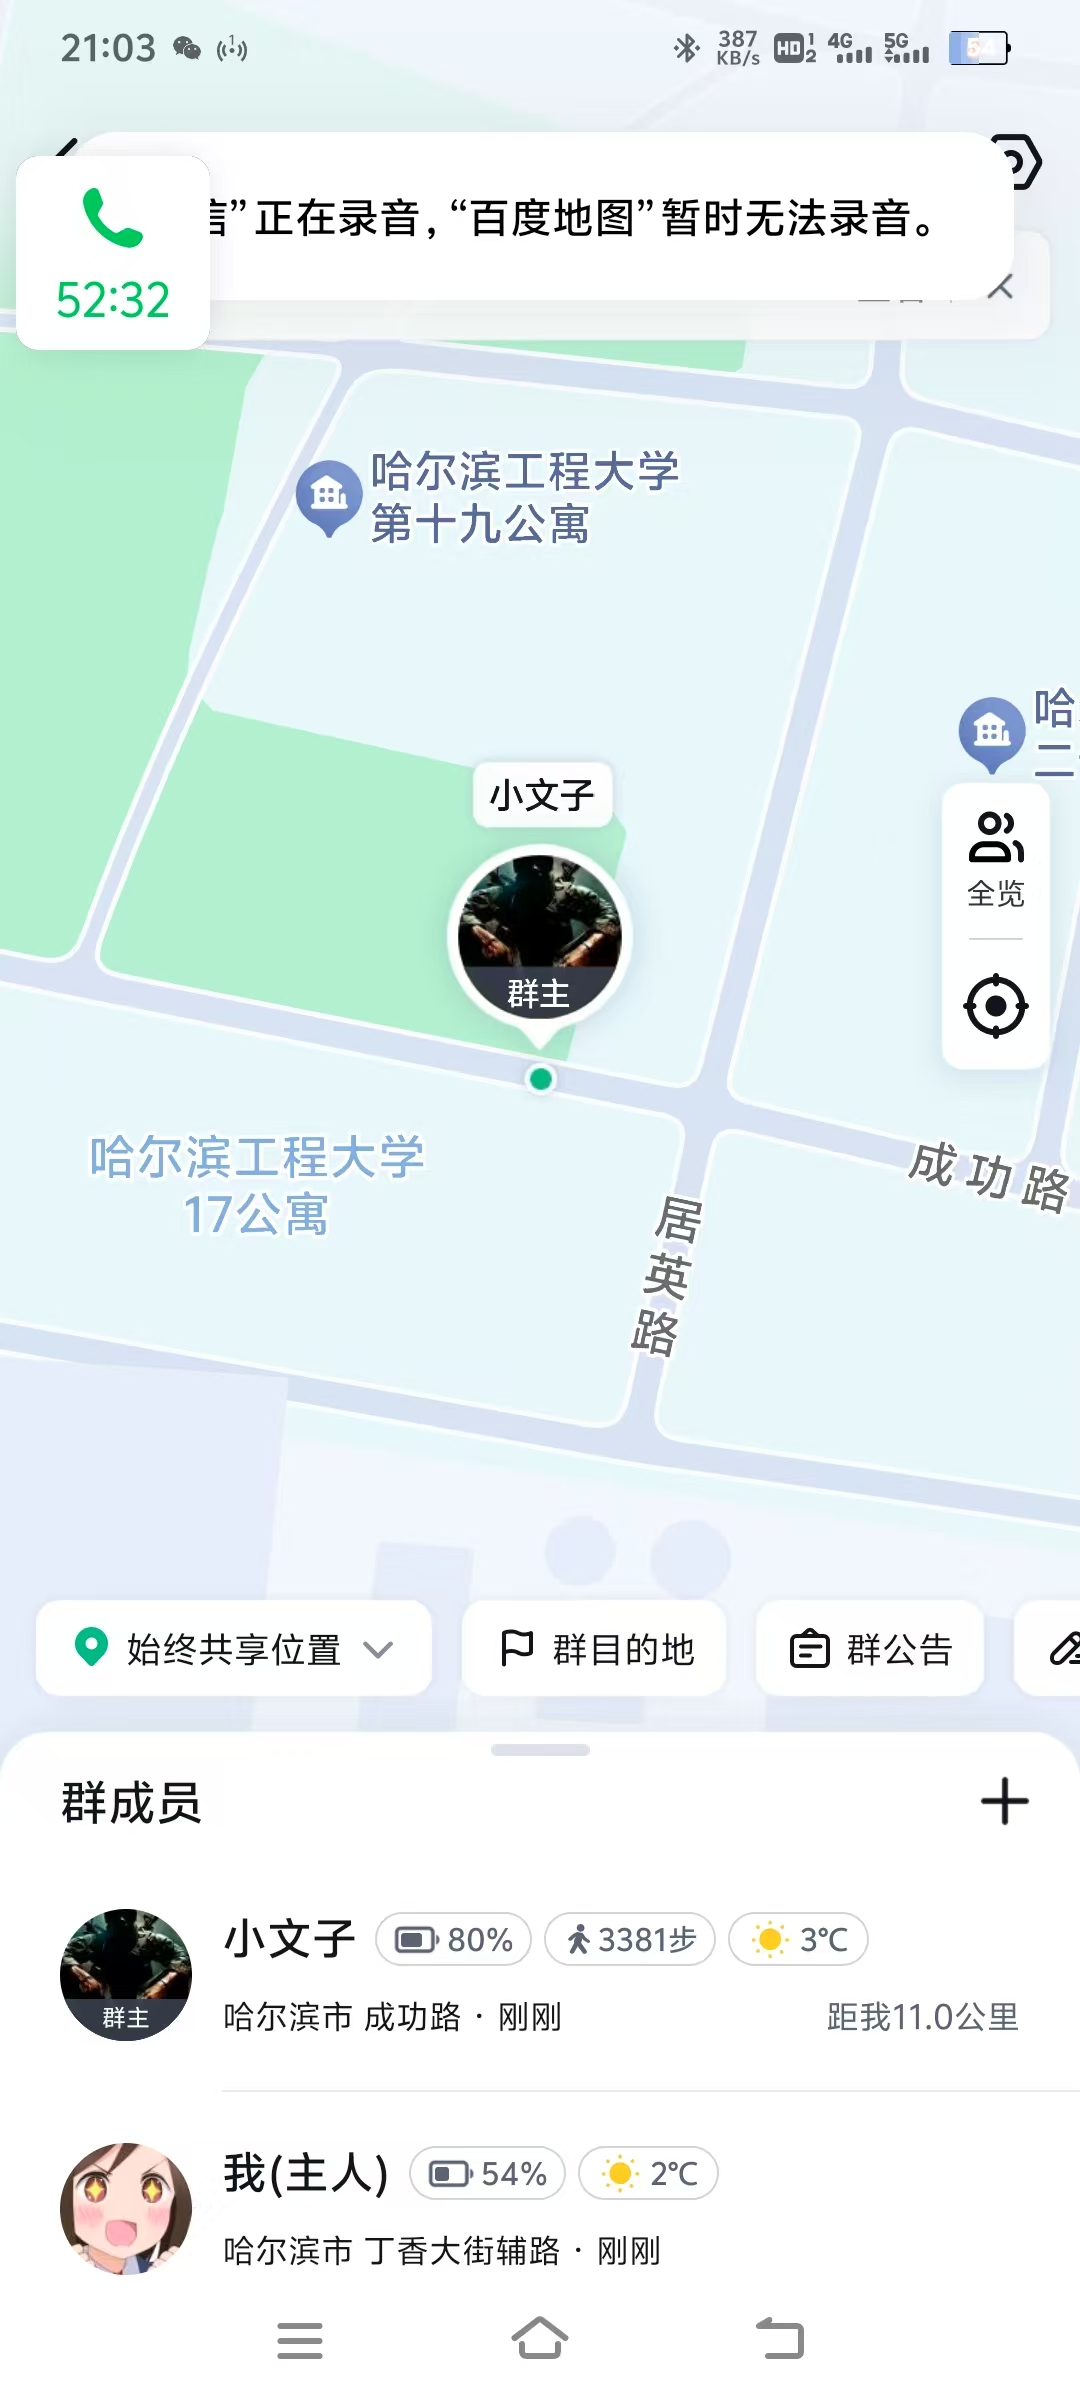 21:03
387
KB/s
HD 1 2
4G
5G
54
信”正在录音，“百度地图”暂时无法录音。
52:32
哈尔滨工程大学
第十九公寓
哈
二
小文子
群主
全览
哈尔滨工程大学
17公寓
成功路
居英路
始终共享位置
群目的地
群公告
群成员
小文子
80%
3381步
3℃
群主
哈尔滨市 成功路 · 刚刚
距我11.0公里
我(主人)
54%
2℃
哈尔滨市 丁香大街辅路 · 刚刚